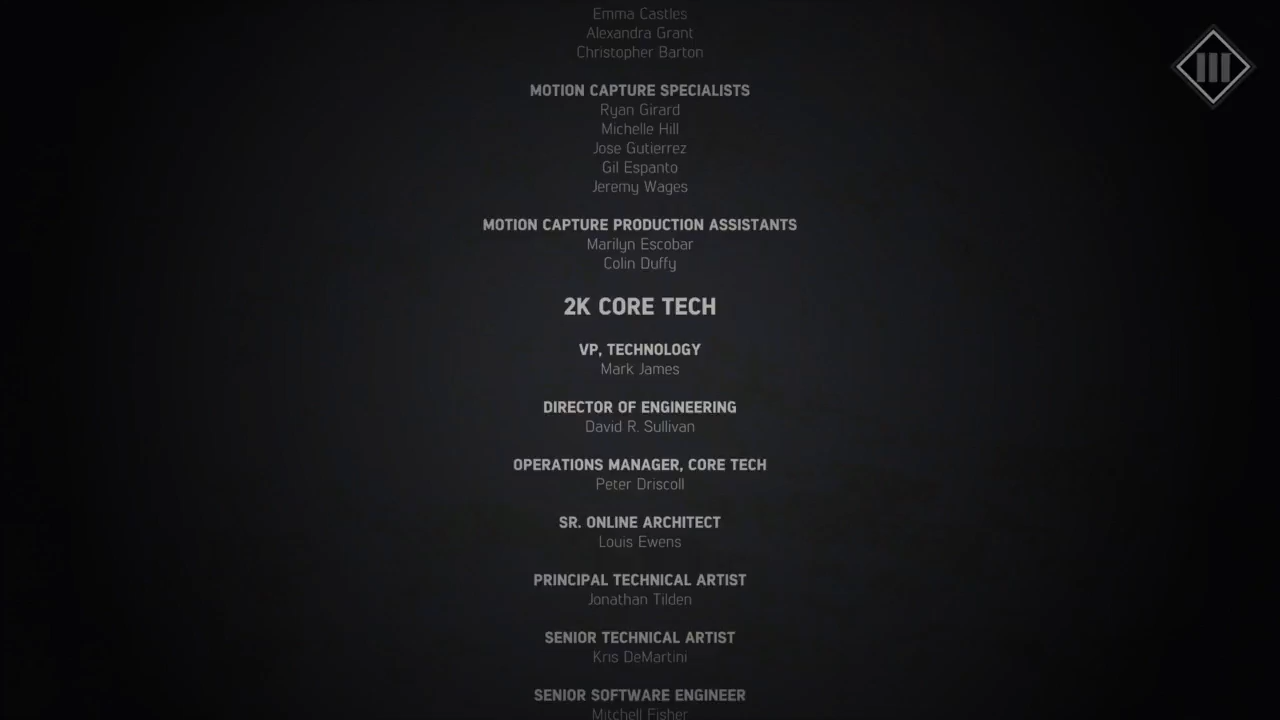 Emma Castles
Alexandra Grant
Christopher Barton
MOTION CAPTURE SPECIALISTS
Ryan Girard
Michelle Hill
Jose Gutierrez
Gil Espanto
Jeremy Wages
MOTION CAPTURE PRODUCTION ASSISTANTS
Marilyn Escobar
Colin Duffy
2K CORE TECH
VP, TECHNOLOGY
Mark James
DIRECTOR OF ENGINEERING
David R. Sullivan
OPERATIONS MANAGER, CORE TECH
Peter Driscoll
SR. ONLINE ARCHITECT
Louis Ewens
PRINCIPAL TECHNICAL ARTIST
Jonathan Tilden
SENIOR TECHNICAL ARTIST
Kris DeMartini
SENIOR SOFTWARE ENGINEER
Mitchell Fisher